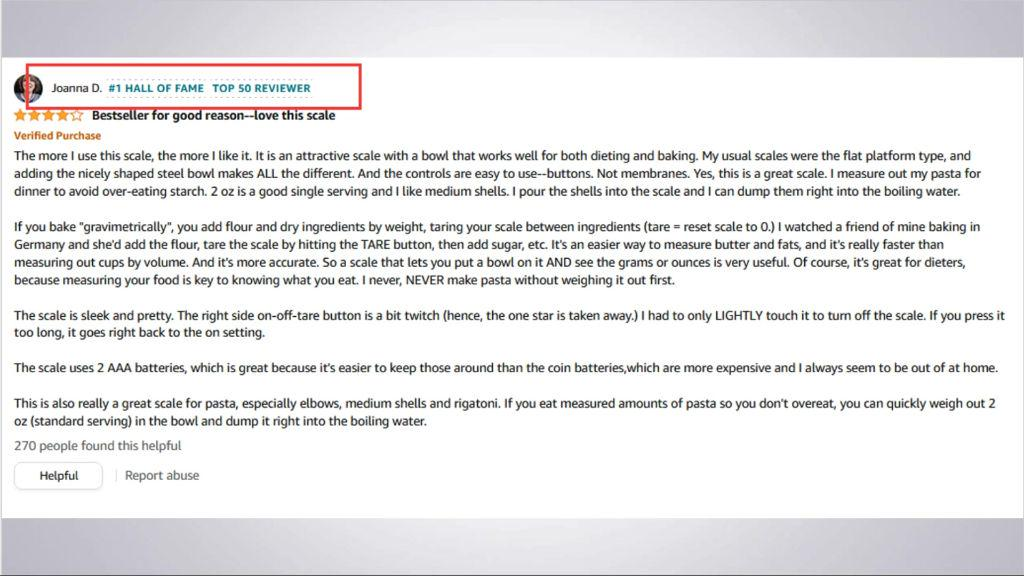 Joanna D. #1 HALL OF FAME TOP 50 REVIEWER
Bestseller for good reason--love this scale
Verified Purchase
The more I use this scale, the more I like it. It is an attractive scale with a bowl that works well for both dieting and baking. My usual scales were the flat platform type, and
adding the nicely shaped steel bowl makes ALL the different. And the controls are easy to use--buttons. Not membranes. Yes, this is a great scale. I measure out my pasta for
dinner to avoid over-eating starch. 2 oz is a good single serving and I like medium shells. I pour the shells into the scale and I can dump them right into the boiling water.
If you bake "gravimetrically", you add flour and dry ingredients by weight, taring your scale between ingredients (tare = reset scale to 0.) I watched a friend of mine baking in
Germany and she'd add the flour, tare the scale by hitting the TARE button, then add sugar, etc. It's an easier way to measure butter and fats, and it's really faster than
measuring out cups by volume. And it's more accurate. So a scale that lets you put a bowl on it AND see the grams or ounces is very useful. Of course, it's great for dieters,
because measuring your food is key to knowing what you eat. I never, NEVER make pasta without weighing it out first.
The scale is sleek and pretty. The right side on-off-tare button is a bit twitch (hence, the one star is taken away.) I had to only LIGHTLY touch it to turn off the scale. If you press it
too long, it goes right back to the on setting.
The scale uses 2 AAA batteries, which is great because it's easier to keep those around than the coin batteries,which are more expensive and I always seem to be out of at home.
This is also really a great scale for pasta, especially elbows, medium shells and rigatoni. If you eat measured amounts of pasta so you don't overeat, you can quickly weigh out 2
oz (standard serving) in the bowl and dump it right into the boiling water.
270 people found this helpful
Helpful
Report abuse